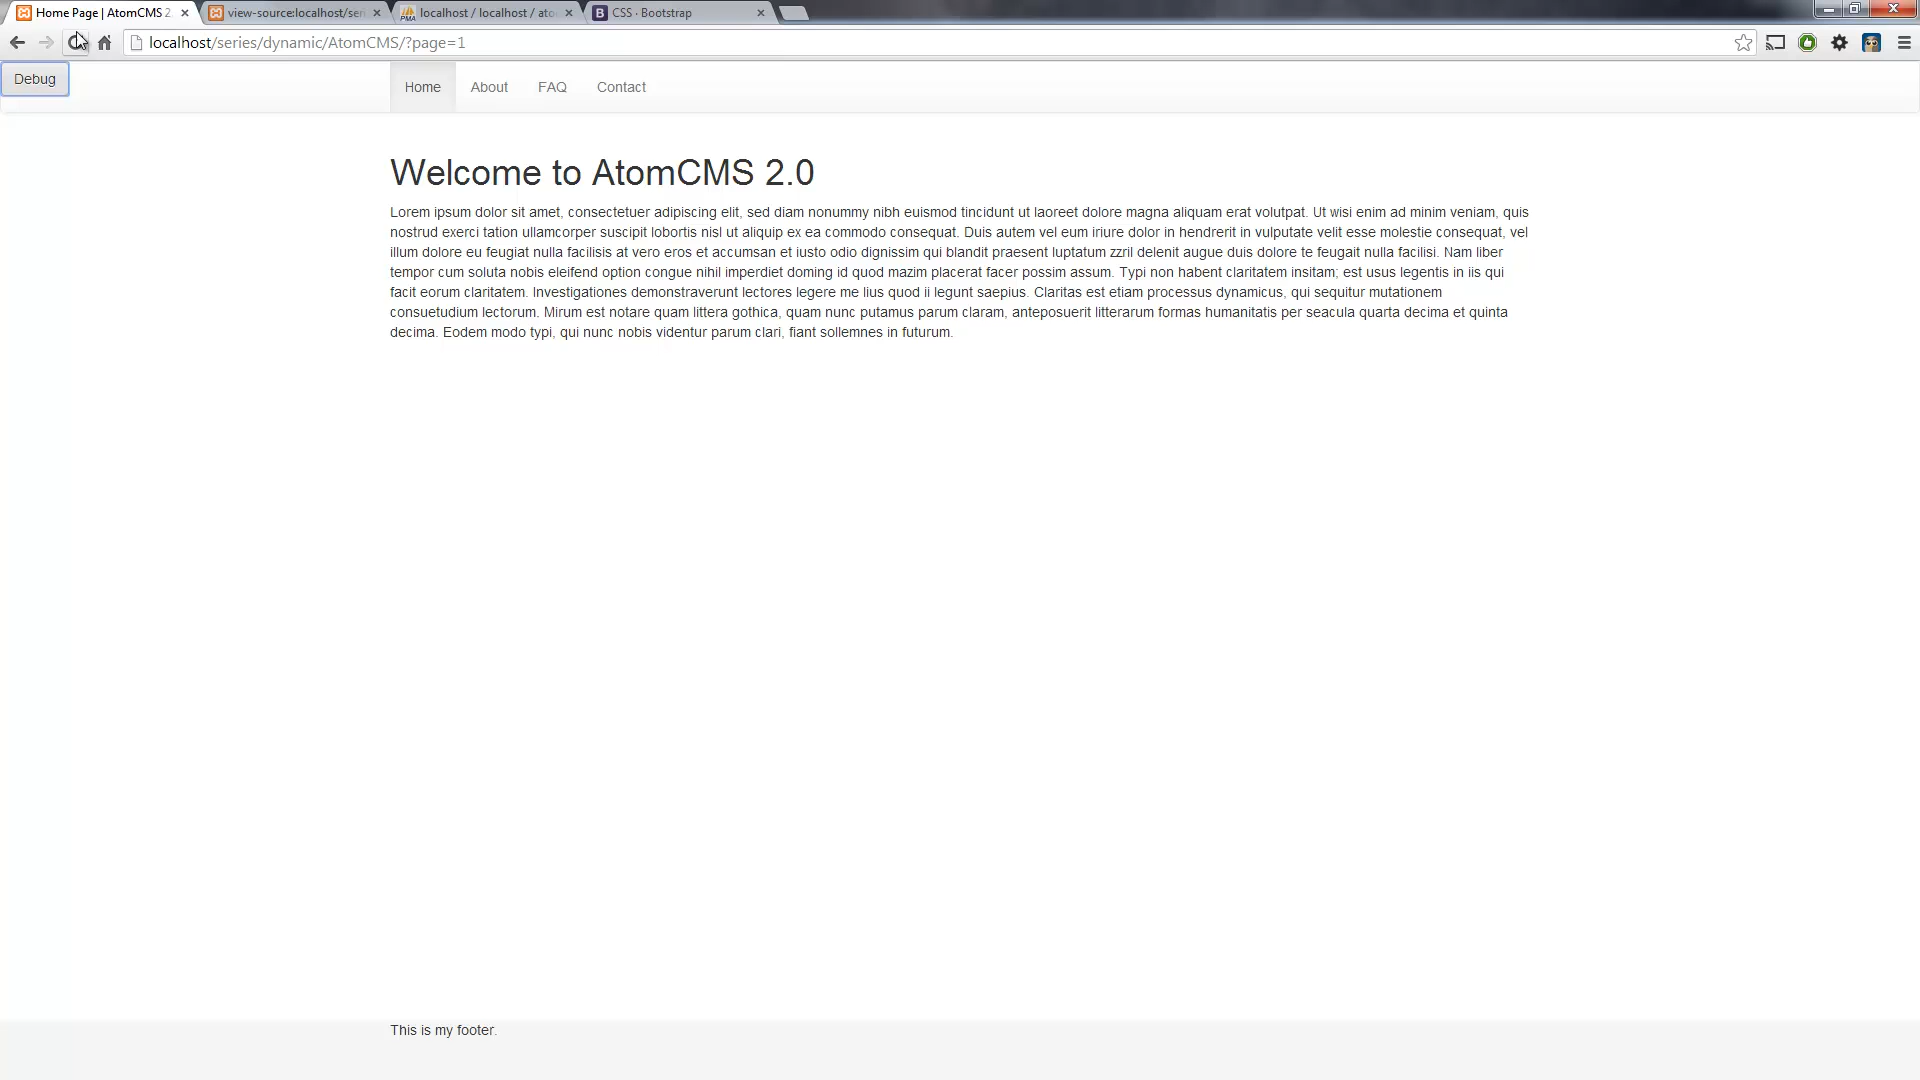 Home Page | AtomCMS 2.
view-source:localhost/seri
localhost / localhost / ato
CSS · Bootstrap
localhost/series/dynamic/AtomCMS/?page=1
Debug
Home
About
FAQ
Contact
Welcome to AtomCMS 2.0
Lorem ipsum dolor sit amet, consectetuer adipiscing elit, sed diam nonummy nibh euismod tincidunt ut laoreet dolore magna aliquam erat volutpat. Ut wisi enim ad minim veniam, quis
nostrud exerci tation ullamcorper suscipit lobortis nisl ut aliquip ex ea commodo consequat. Duis autem vel eum iriure dolor in hendrerit in vulputate velit esse molestie consequat, vel
illum dolore eu feugiat nulla facilisis at vero eros et accumsan et iusto odio dignissim qui blandit praesent luptatum zzril delenit augue duis dolore te feugait nulla facilisi. Nam liber
tempor cum soluta nobis eleifend option congue nihil imperdiet doming id quod mazim placerat facer possim assum. Typi non habent claritatem insitam; est usus legentis in iis qui
facit eorum claritatem. Investigationes demonstraverunt lectores legere me lius quod ii legunt saepius. Claritas est etiam processus dynamicus, qui sequitur mutationem
consuetudium lectorum. Mirum est notare quam littera gothica, quam nunc putamus parum claram, anteposuerit litterarum formas humanitatis per seacula quarta decima et quinta
decima. Eodem modo typi, qui nunc nobis videntur parum clari, fiant sollemnes in futurum.
This is my footer.